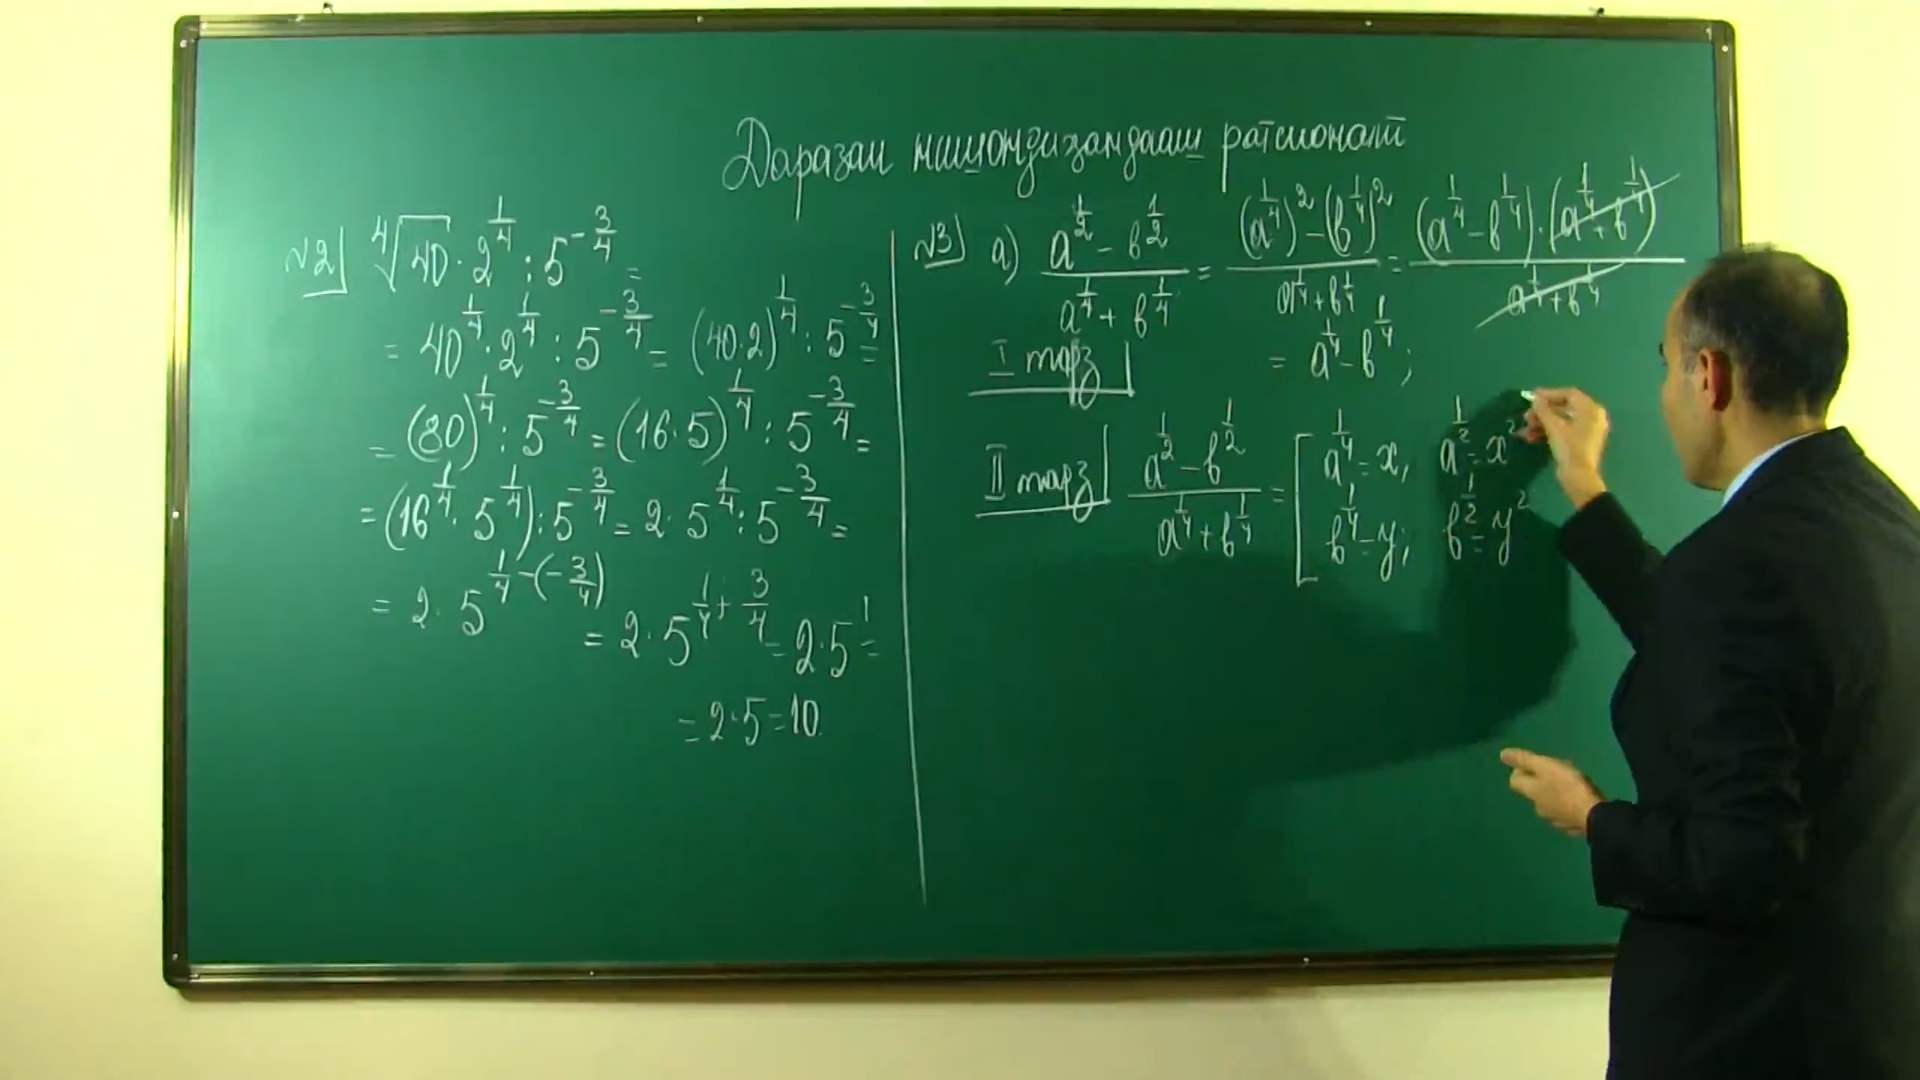 Дараҷаи нишондиҳандааш ратсионалӣ
№2 \sqrt[4]{40} · 2^{1/4} : 5^{-3/4} =
= 40^{1/4} · 2^{1/4} : 5^{-3/4} = (40·2)^{1/4} : 5^{-3/4} =
= (80)^{1/4} : 5^{-3/4} = (16·5)^{1/4} : 5^{-3/4} =
= (16^{1/4} · 5^{1/4}) : 5^{-3/4} = 2 · 5^{1/4} : 5^{-3/4} =
= 2 · 5^{1/4 - (-3/4)} = 2 · 5^{1/4 + 3/4} = 2·5^1 =
= 2·5 = 10.
№3 а) (a^{1/2} - b^{1/2}) / (a^{1/4} + b^{1/4}) = ((a^{1/4})^2 - (b^{1/4})^2) / (a^{1/4} + b^{1/4}) = ((a^{1/4} - b^{1/4}) · (a^{1/4} + b^{1/4})) / (a^{1/4} + b^{1/4})
I тарз = a^{1/4} - b^{1/4};
II тарз (a^{1/2} - b^{1/2}) / (a^{1/4} + b^{1/4}) = [ a^{1/4} = x, a^{1/2} = x^2
b^{1/4} = y; b^{1/2} = y^2